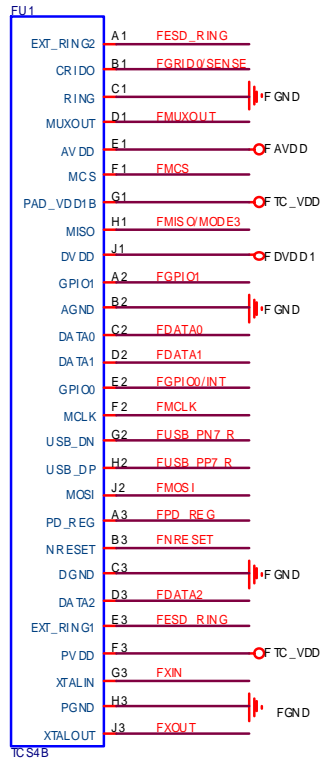 FU1
EXT_RING2 A1 FESD_RING
CRIDO B1 FGRID0/SENSE
RING C1 FGND
MUXOUT D1 FMUXOUT
AVDD E1 FAVDD
MCS F1 FMCS
PAD_VDD1B G1 FTC_VDD
MISO H1 FMISO/MODE3
DVDD J1 FDVDD1
GPIO1 A2 FGPIO1
AGND B2 FGND
DATA0 C2 FDATA0
DATA1 D2 FDATA1
GPIO0 E2 FGPIO0/INT
MCLK F2 FMCLK
USB_DN G2 FUSB_PN7_R
USB_DP H2 FUSB_PP7_R
MOSI J2 FMOSI
PD_REG A3 FPD_REG
NRESET B3 FNRESET
DGND C3 FGND
DATA2 D3 FDATA2
EXT_RING1 E3 FESD_RING
PVDD F3 FTC_VDD
XTALIN G3 FXIN
PGND H3 FGND
XTALOUT J3 FXOUT
TCS4B